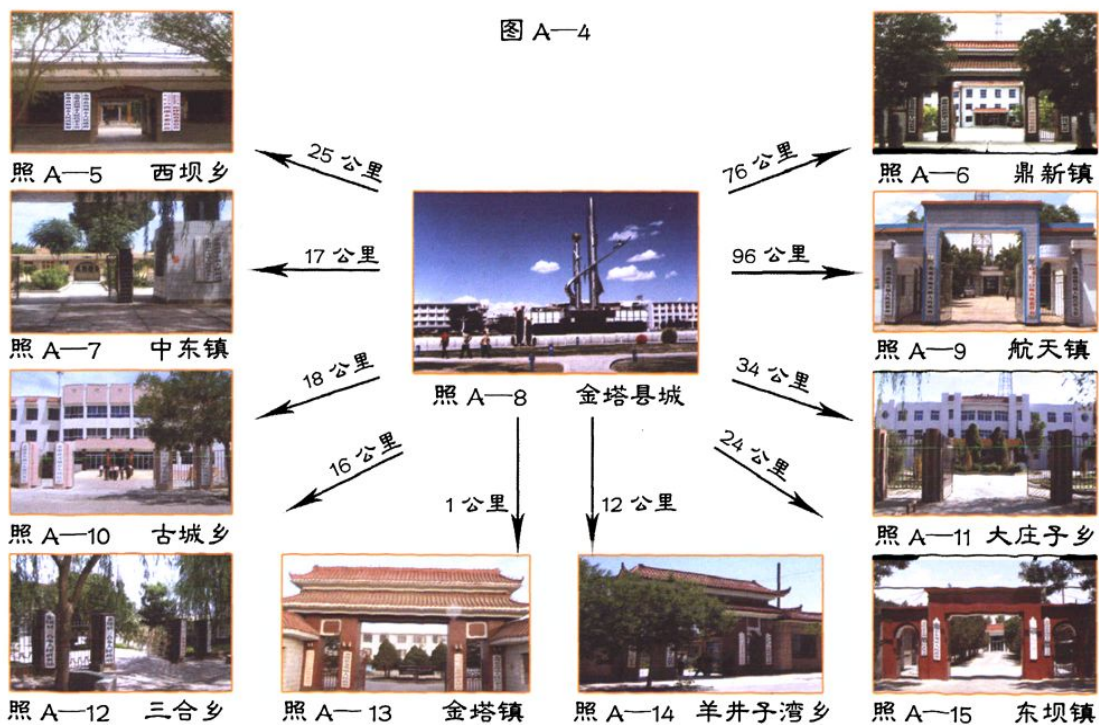 图 A—4
照 A—5 西坝乡
25 公里
76 公里
照 A—6 鼎新镇
照 A—7 中东镇
17 公里
96 公里
照 A—9 航天镇
照 A—8 金塔县城
18 公里
34 公里
照 A—10 古城乡
16 公里
1 公里
12 公里
24 公里
照 A—11 大庄子乡
照 A—12 三合乡
照 A—13 金塔镇
照 A—14 羊井子湾乡
照 A—15 东坝镇